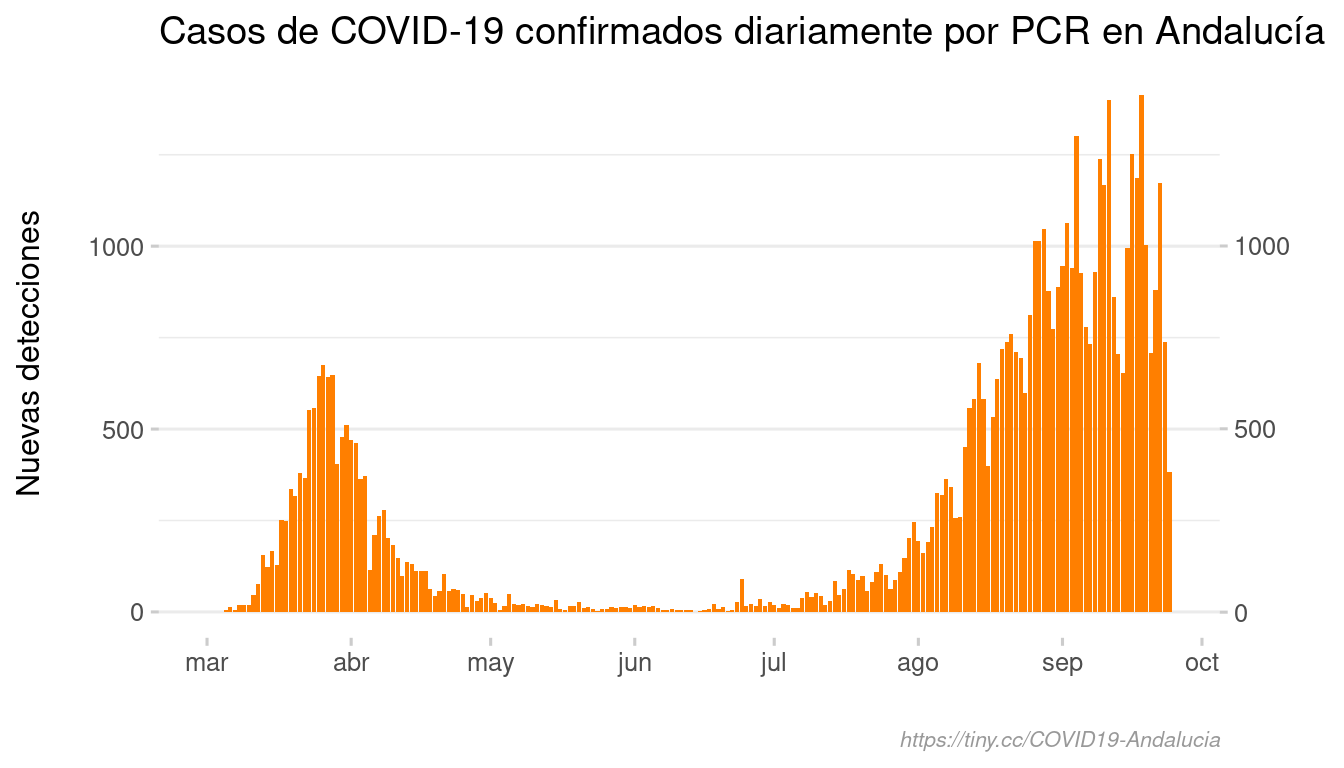 Casos de COVID-19 confirmados diariamente por PCR en Andalucía
Nuevas detecciones
1000
500
0
1000
500
0
mar abr may jun jul ago sep oct
https://tiny.cc/COVID19-Andalucia